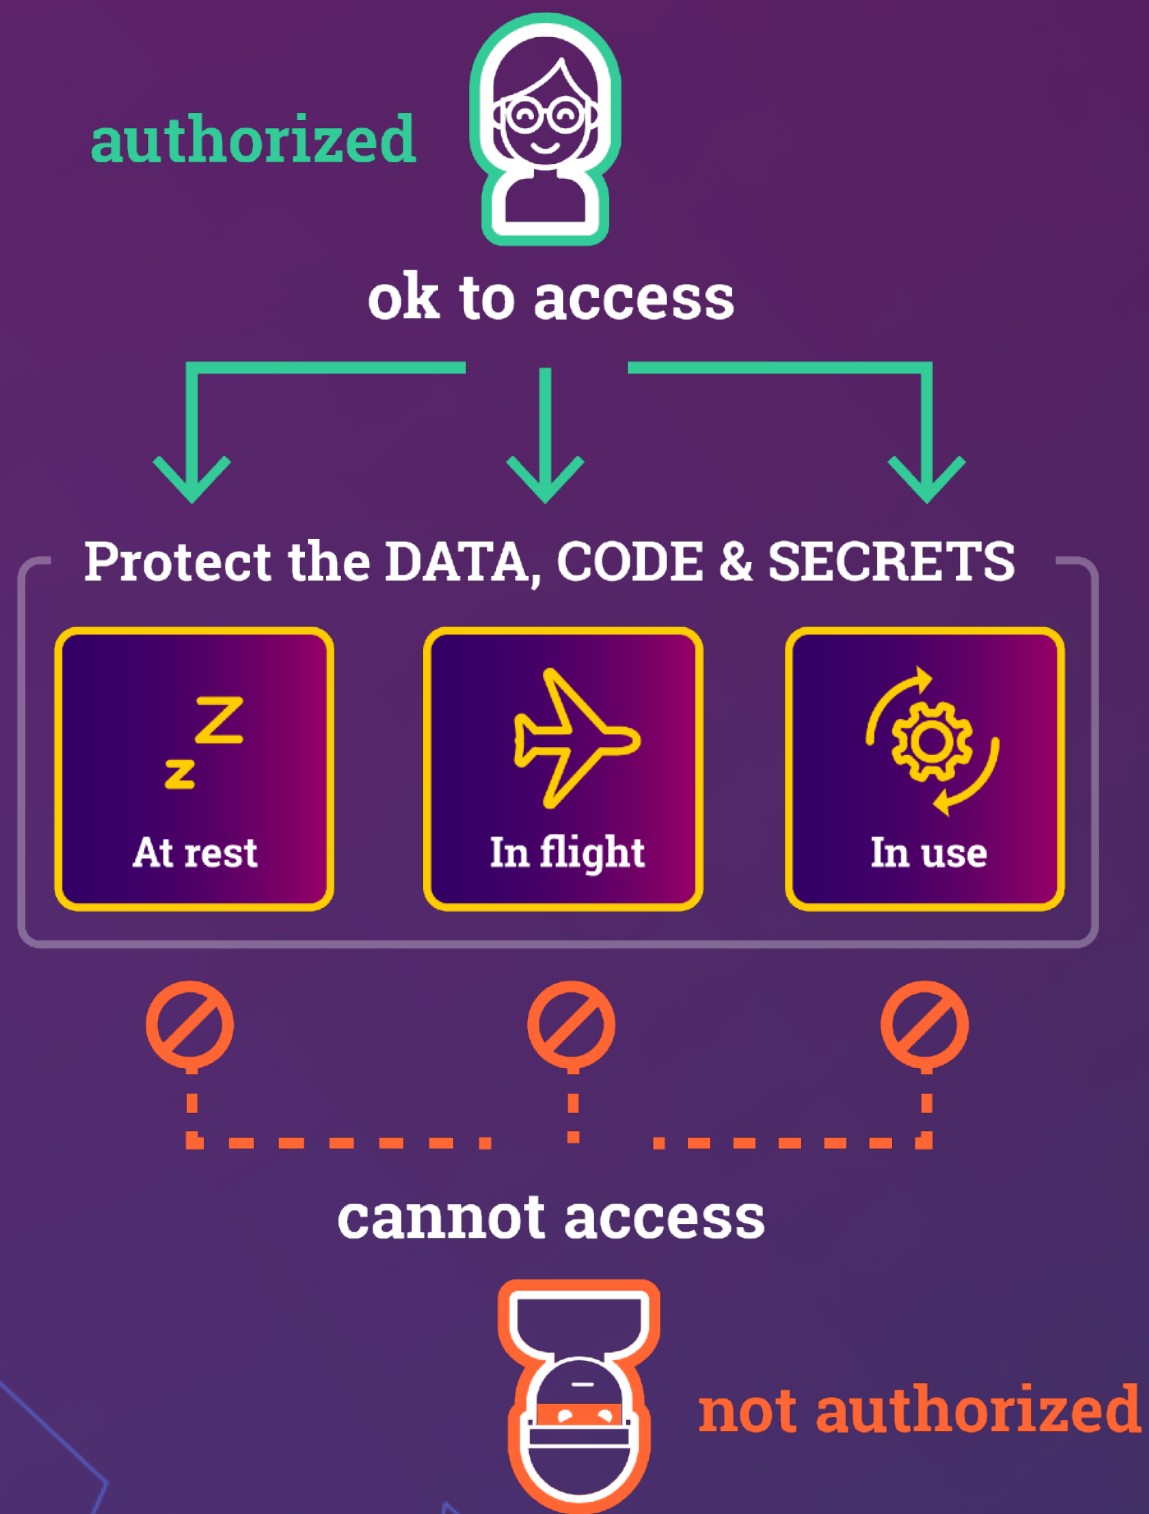 authorized
ok to access
Protect the DATA, CODE & SECRETS
z
Z
At rest
In flight
In use
cannot access
not authorized